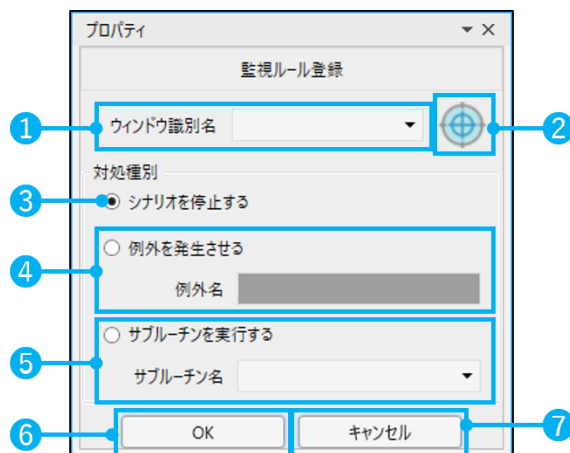 プロパティ
監視ルール登録
1 ウィンドウ識別名 2
対処種別
3 シナリオを停止する
例外を発生させる
4
例外名
サブルーチンを実行する
5
サブルーチン名
6 OK キャンセル 7